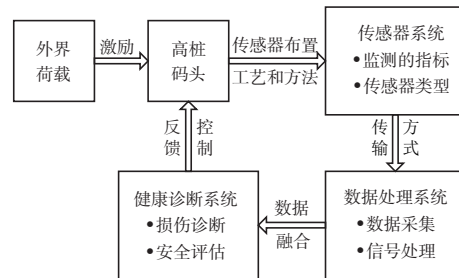 外界
荷载
激励
高桩
码头
传感器布置
工艺和方法
传感器系统
•监测的指标
•传感器类型
反馈
控制
传输
方式
健康诊断系统
•损伤诊断
•安全评估
数据
融合
数据处理系统
•数据采集
•信号处理